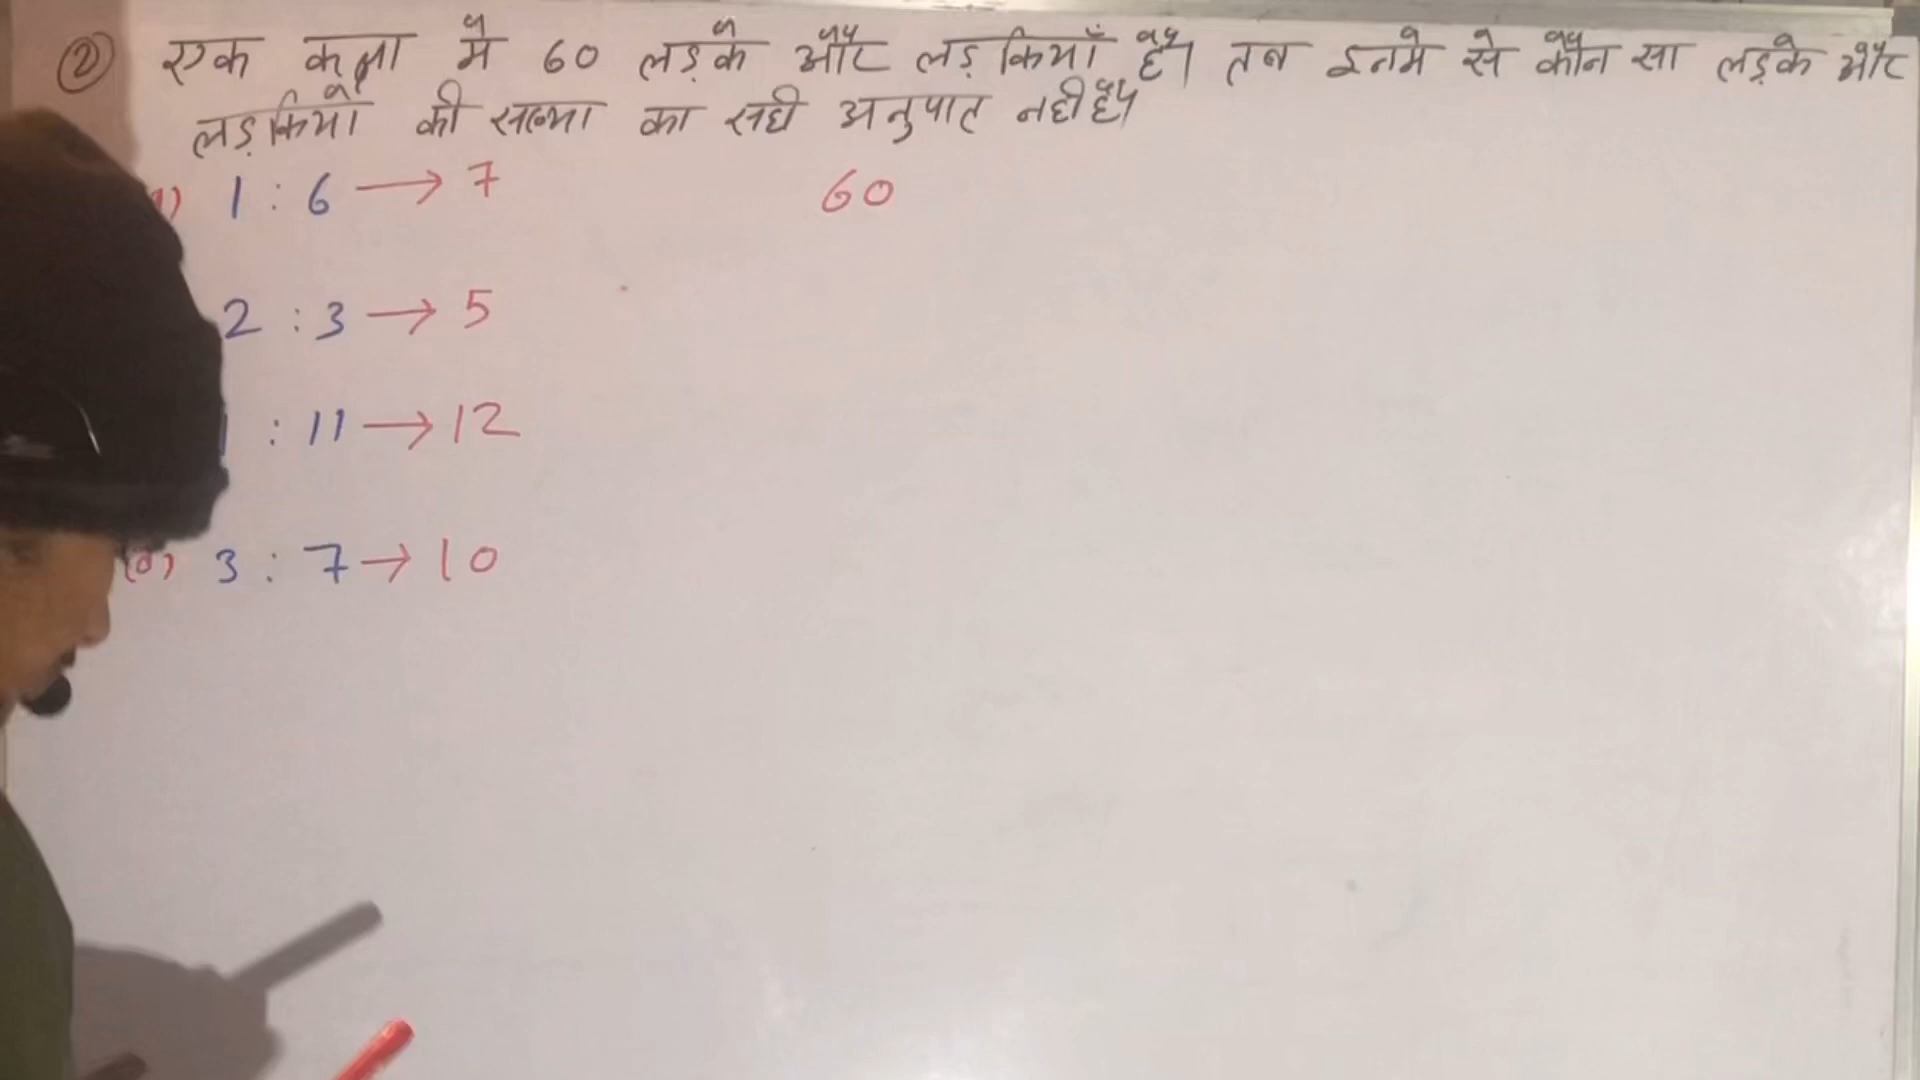 ② एक कक्षा मे 60 लड़के और लड़कियाँ है। तब इनमे से कौन सा लड़के और
लड़कियो की सख्या का सही अनुपात नही है।
1 : 6 → 7 60
2 : 3 → 5
1 : 11 → 12
(d) 3 : 7 → 10